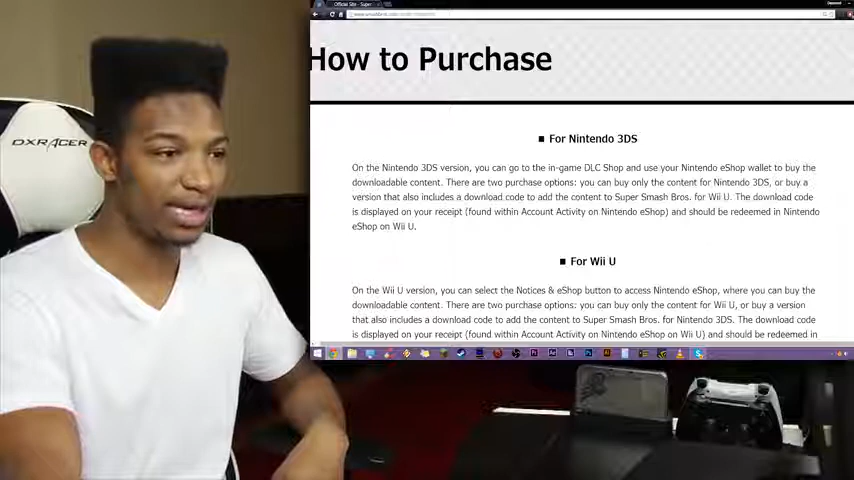 Official Site - Super
How to Purchase
■ For Nintendo 3DS
On the Nintendo 3DS version, you can go to the in-game DLC Shop and use your Nintendo eShop wallet to buy the
downloadable content. There are two purchase options: you can buy only the content for Nintendo 3DS, or buy a
version that also includes a download code to add the content to Super Smash Bros. for Wii U. The download code
is displayed on your receipt (found within Account Activity on Nintendo eShop) and should be redeemed in Nintendo
eShop on Wii U.
■ For Wii U
On the Wii U version, you can select the Notices & eShop button to access Nintendo eShop, where you can buy the
downloadable content. There are two purchase options: you can buy only the content for Wii U, or buy a version
that also includes a download code to add the content to Super Smash Bros. for Nintendo 3DS. The download code
is displayed on your receipt (found within Account Activity on Nintendo eShop on Wii U) and should be redeemed in
DXRACER